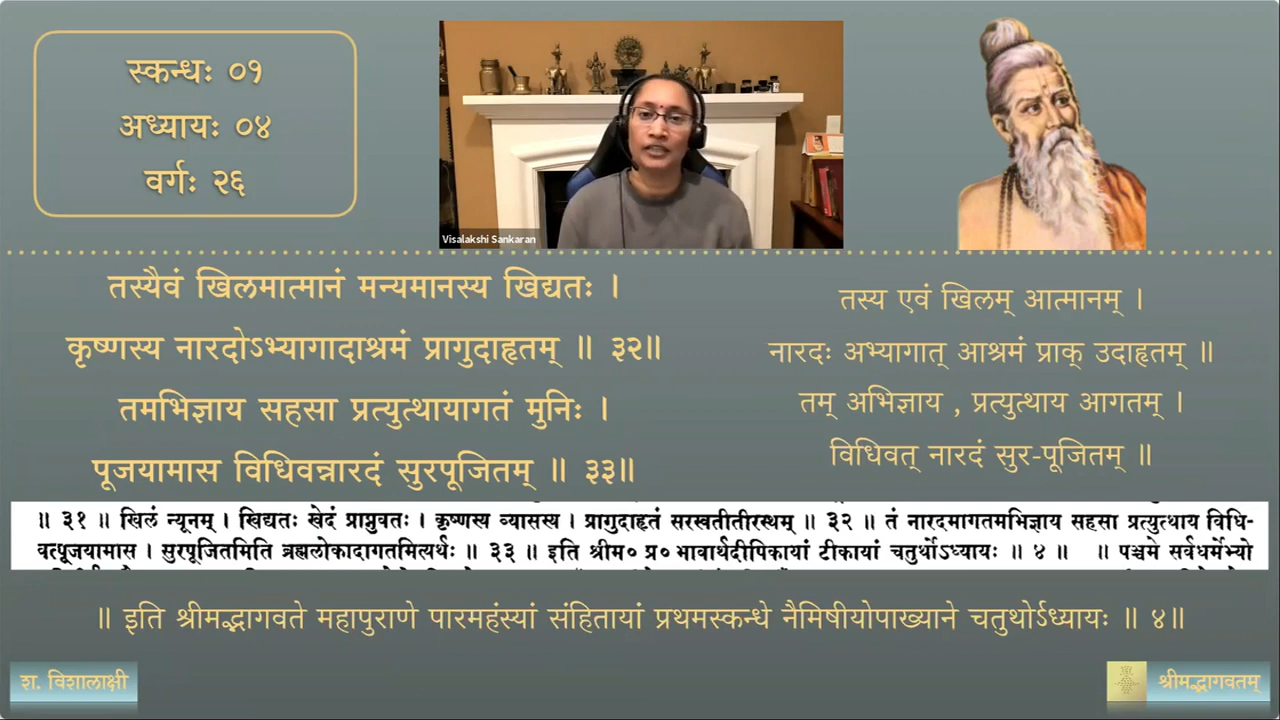 स्कन्धः ०१
अध्यायः ०४
वर्गः २६
Visalakshi Sankaran
तस्यैवं खिलमात्मानं मन्यमानस्य खिद्यतः ।
कृष्णस्य नारदोऽभ्यागादाश्रमं प्रागुदाहृतम् ॥ ३२॥
तमभिज्ञाय सहसा प्रत्युत्थायागतं मुनिः ।
पूजयामास विधिवन्नारदं सुरपूजितम् ॥ ३३॥
तस्य एवं खिलम् आत्मानम् ।
नारदः अभ्यागात् आश्रमं प्राक् उदाहृतम् ॥
तम् अभिज्ञाय , प्रत्युत्थाय आगतम् ।
विधिवत् नारदं सुर-पूजितम् ॥
॥ ३१ ॥ खिलं न्यूनम् । खिद्यतः खेदं प्राप्नुवतः । कृष्णस्य व्यासस्य । प्रागुदाहृतं सरस्वतीतीरस्थम् ॥ ३२ ॥ तं नारदमागतमभिज्ञाय सहसा प्रत्युत्थाय विधि-
वत्पूजयामास । सुरपूजितमिति ब्रह्मलोकादागतमित्यर्थः ॥ ३३ ॥ इति श्रीम० प्र० भावार्थदीपिकायां टीकायां चतुर्थोऽध्यायः ॥ ४ ॥ ॥ पञ्चमे सर्वधर्मेभ्यो
॥ इति श्रीमद्भागवते महापुराणे पारमहंस्यां संहितायां प्रथमस्कन्धे नैमिषीयोपाख्याने चतुर्थोऽध्यायः ॥ ४॥
श. विशालाक्षी
श्रीमद्भागवतम्